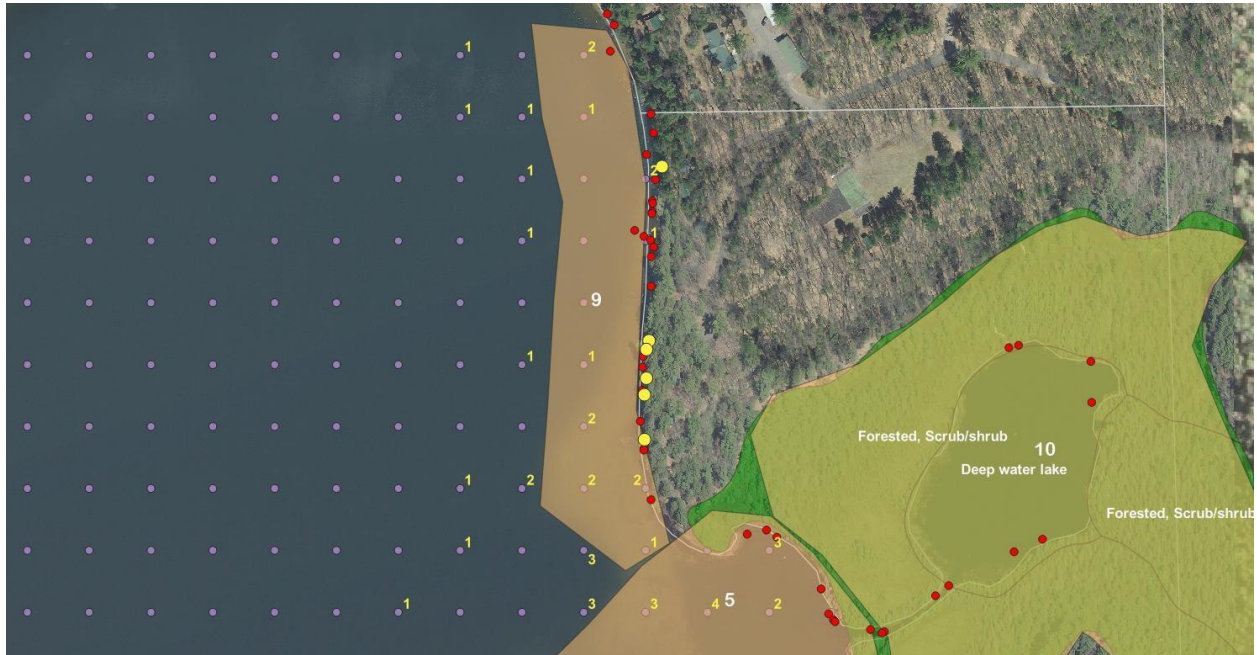 1 2
1 1 1
1 2
1 1
9
1 1
2
Forested, Scrub/shrub
10
Deep water lake
1 2 2 2
Forested, Scrub/shrub
1 3 1 3
5
1 3 3 4 2